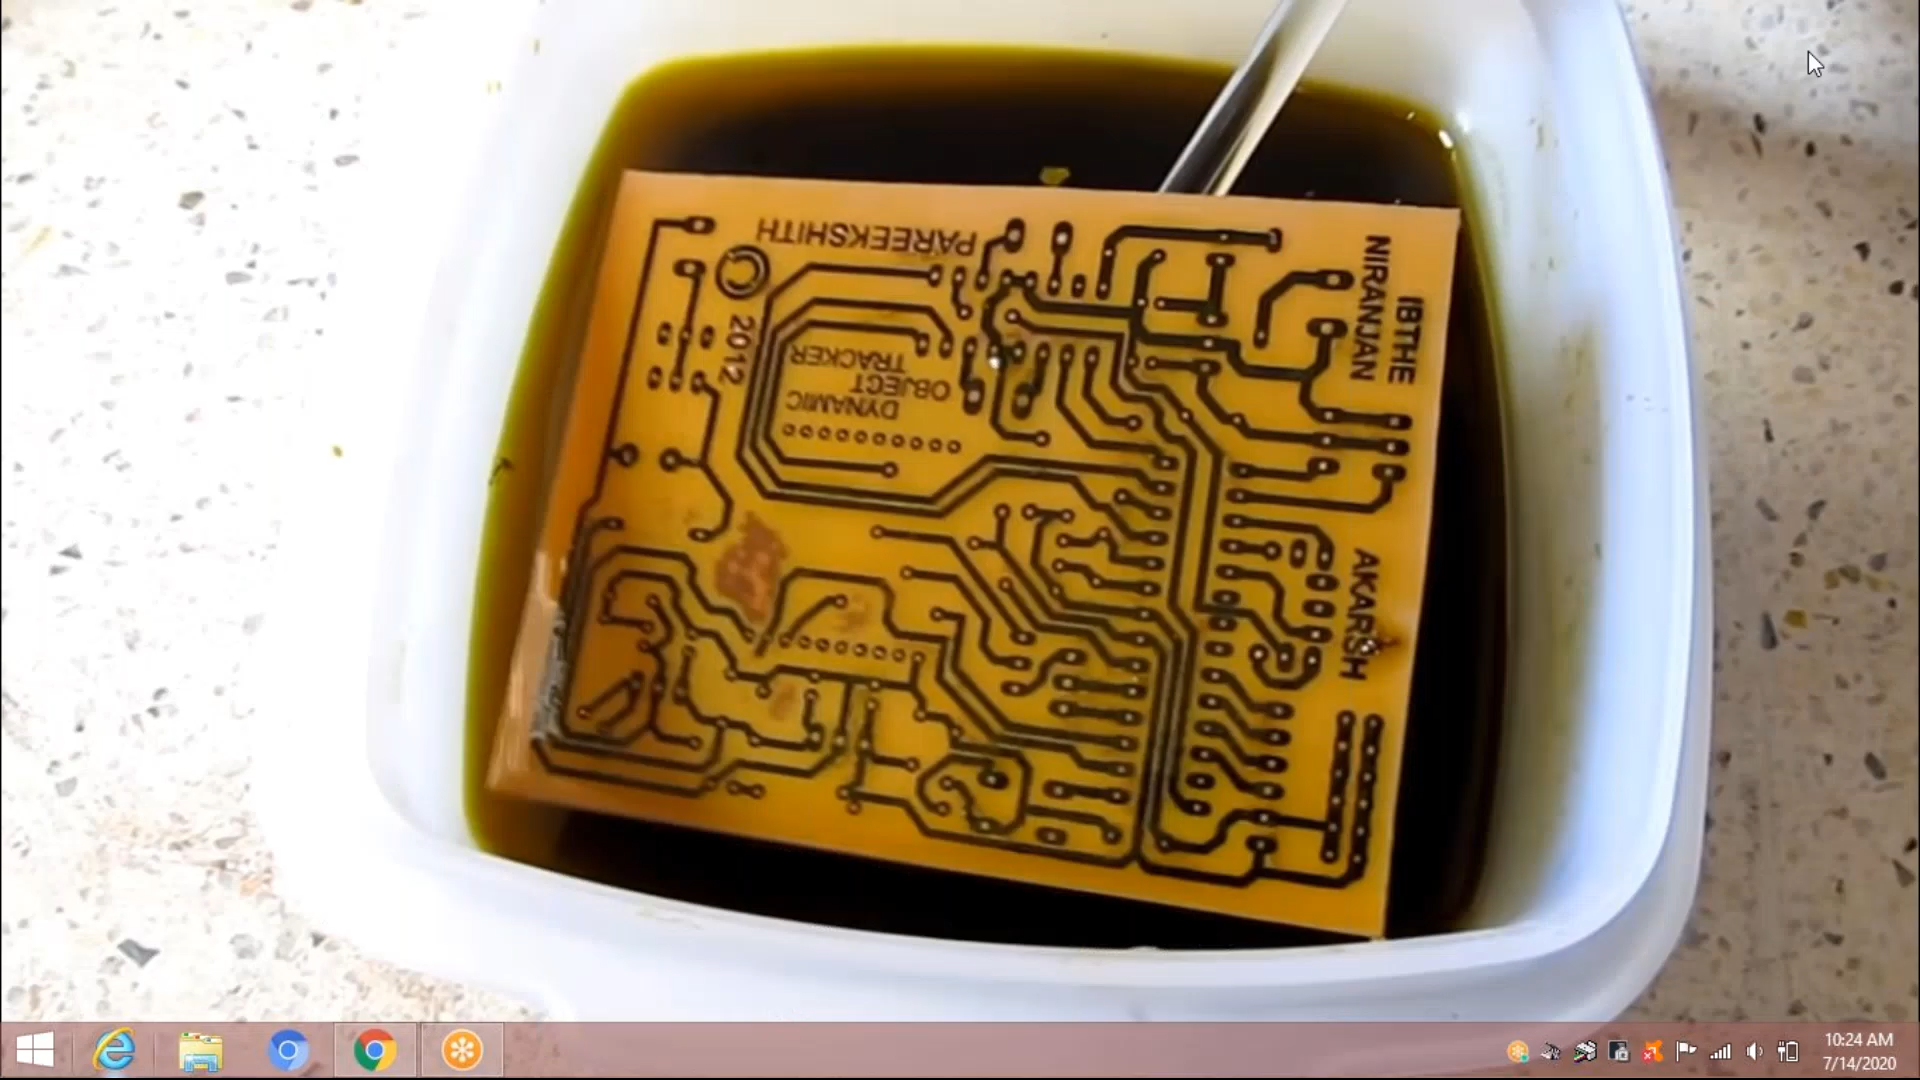 PAREEKSHITH
© 2012
DYNAMIC
OBJECT
TRACKER
IBTHE
NIRANJAN
AKARSH
10:24 AM
7/14/2020